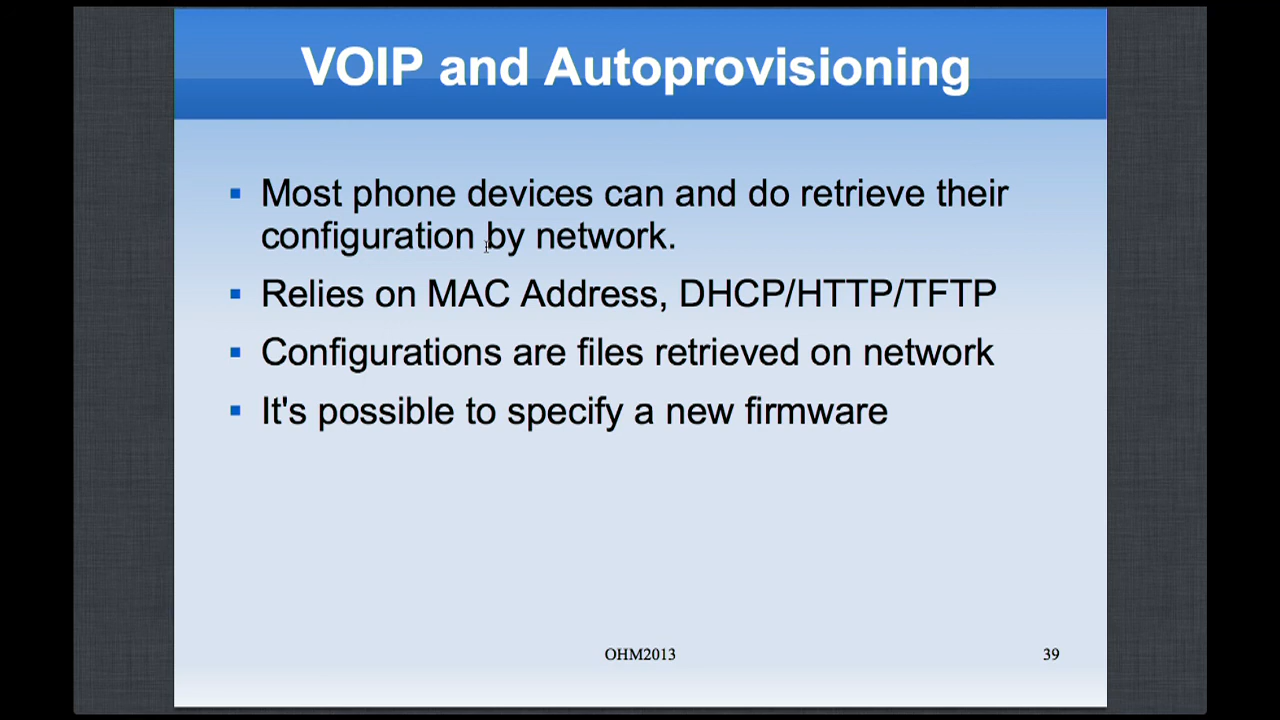 VOIP and Autoprovisioning
▪ Most phone devices can and do retrieve their
configuration by network.
▪ Relies on MAC Address, DHCP/HTTP/TFTP
▪ Configurations are files retrieved on network
▪ It's possible to specify a new firmware
OHM2013
39